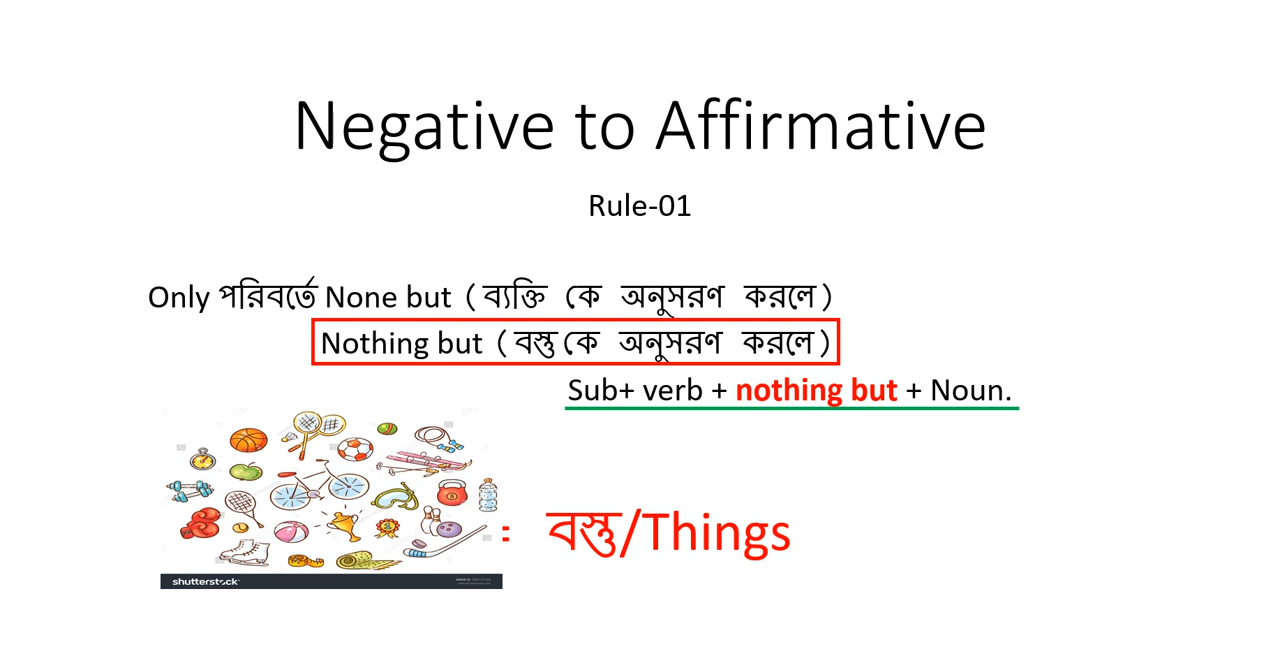 Negative to Affirmative
Rule-01
Only পরিবর্তে None but (ব্যক্তি কে অনুসরণ করলে)
Nothing but (বস্তু কে অনুসরণ করলে)
Sub+ verb + nothing but + Noun.
: বস্তু/Things
shutterstock